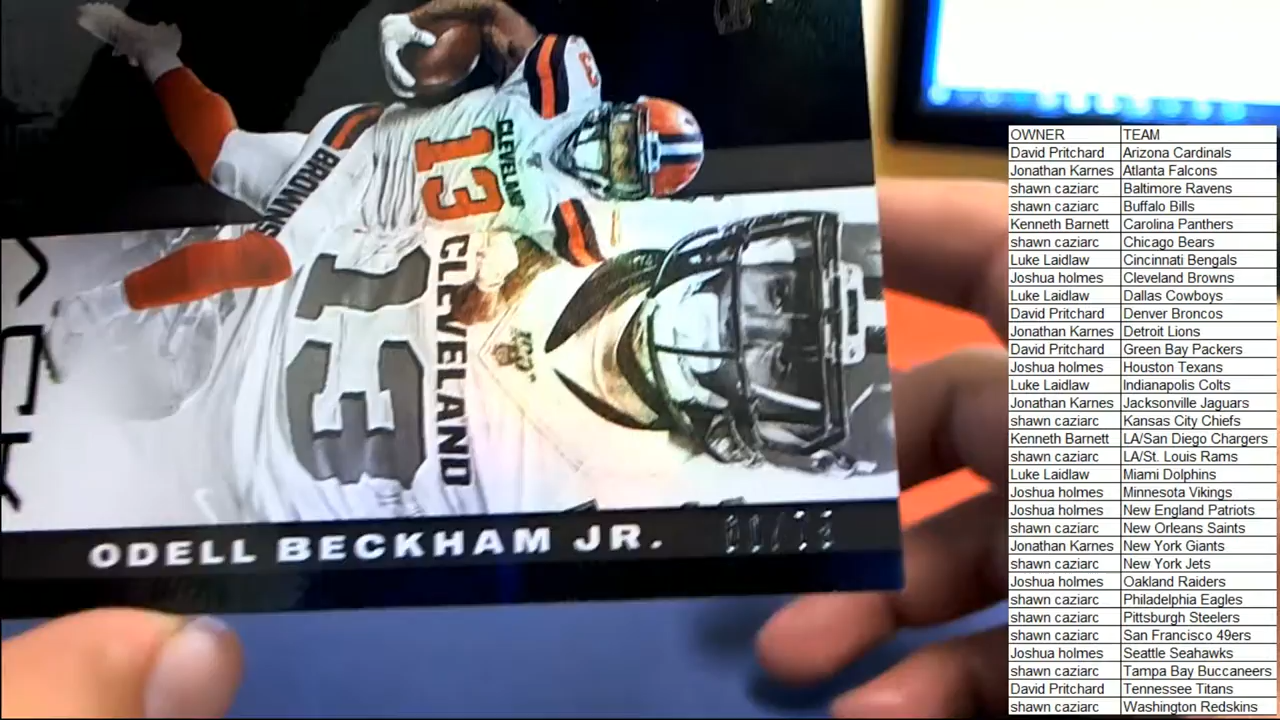 BROWNS
CLEVELAND
13
3
CLEVELAND
13
ODELL BECKHAM JR.
OWNER TEAM
David Pritchard Arizona Cardinals
Jonathan Karnes Atlanta Falcons
shawn caziarc Baltimore Ravens
shawn caziarc Buffalo Bills
Kenneth Barnett Carolina Panthers
shawn caziarc Chicago Bears
Luke Laidlaw Cincinnati Bengals
Joshua holmes Cleveland Browns
Luke Laidlaw Dallas Cowboys
David Pritchard Denver Broncos
Jonathan Karnes Detroit Lions
David Pritchard Green Bay Packers
Joshua holmes Houston Texans
Luke Laidlaw Indianapolis Colts
Jonathan Karnes Jacksonville Jaguars
shawn caziarc Kansas City Chiefs
Kenneth Barnett LA/San Diego Chargers
shawn caziarc LA/St. Louis Rams
Luke Laidlaw Miami Dolphins
Joshua holmes Minnesota Vikings
Joshua holmes New England Patriots
shawn caziarc New Orleans Saints
Jonathan Karnes New York Giants
shawn caziarc New York Jets
Joshua holmes Oakland Raiders
shawn caziarc Philadelphia Eagles
shawn caziarc Pittsburgh Steelers
shawn caziarc San Francisco 49ers
Joshua holmes Seattle Seahawks
shawn caziarc Tampa Bay Buccaneers
David Pritchard Tennessee Titans
shawn caziarc Washington Redskins